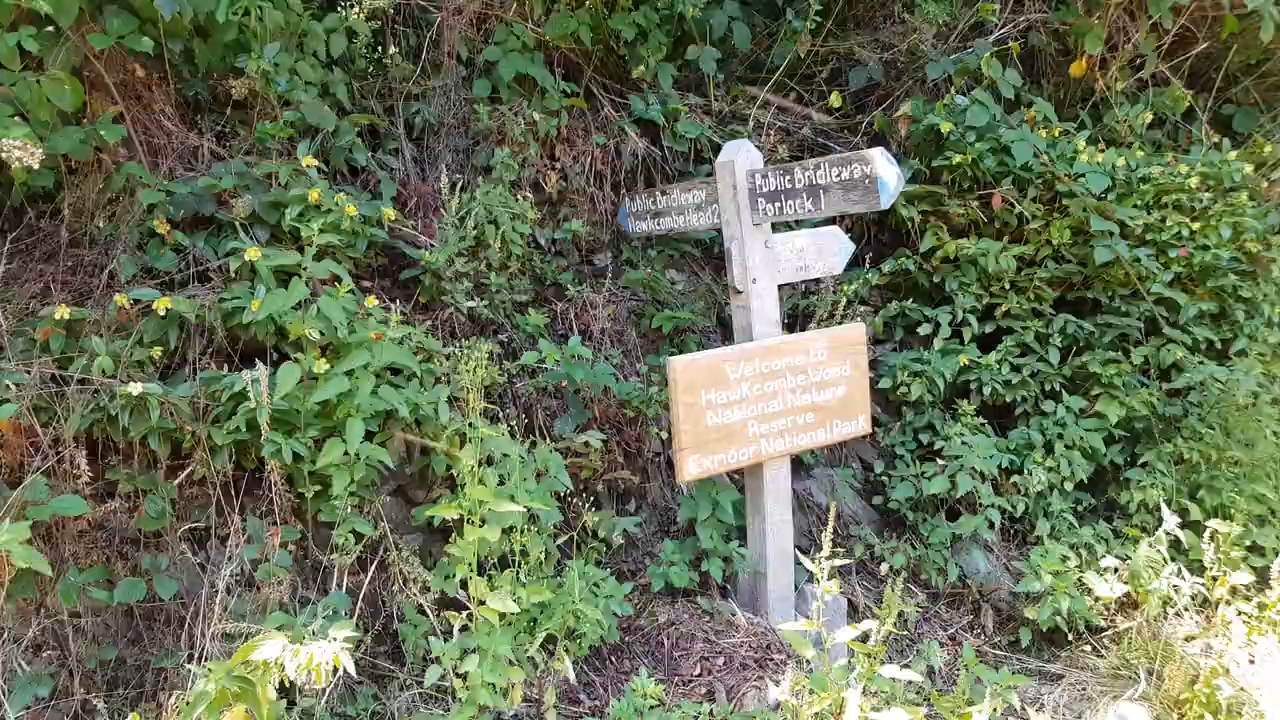 Public Bridleway
Hawkcombe Head 2
Public Bridleway
Porlock 1
Welcome to
Hawkcombe Wood
National Nature
Reserve
Exmoor National Park